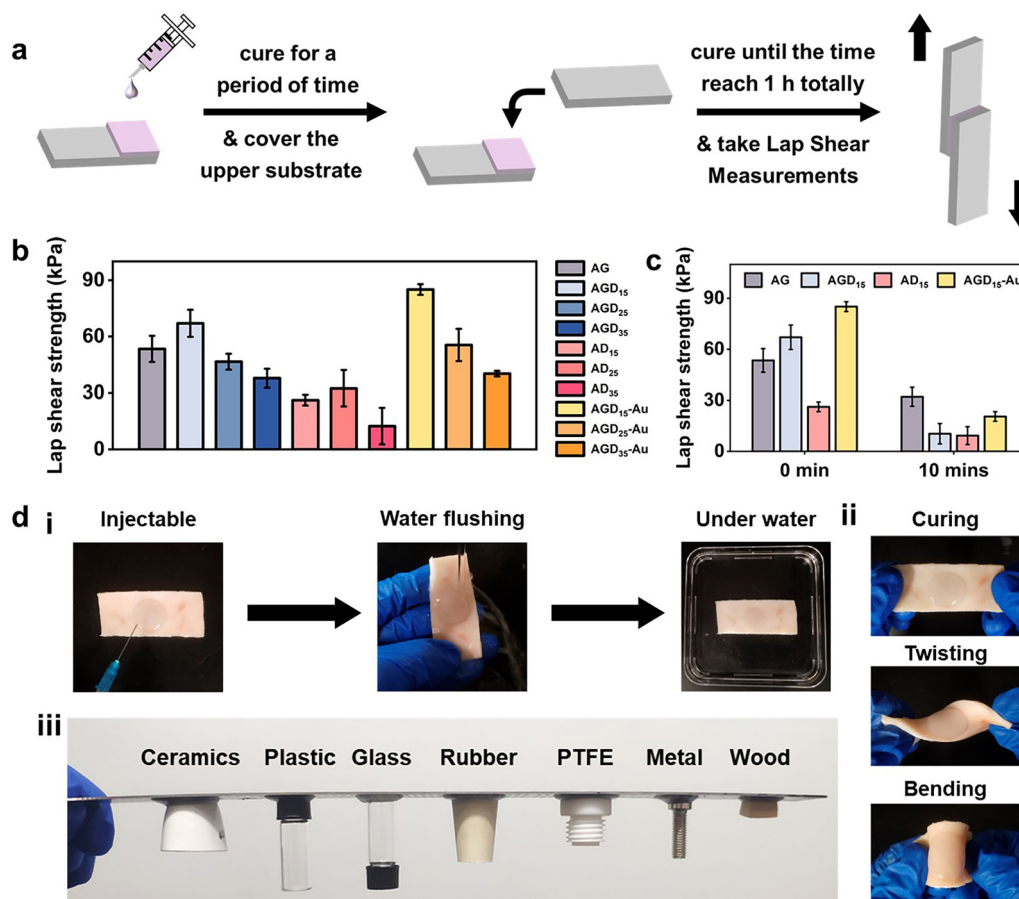 a
cure for a
period of time
& cover the
upper substrate
cure until the time
reach 1 h totally
& take Lap Shear
Measurements
b
Lap shear strength (kPa)
90
60
30
0
AG
AGD₁₅
AGD₂₅
AGD₃₅
AD₁₅
AD₂₅
AD₃₅
AGD₁₅-Au
AGD₂₅-Au
AGD₃₅-Au
c
AG AGD₁₅ AD₁₅ AGD₁₅-Au
Lap shear strength (kPa)
90
60
30
0
0 min 10 mins
d i
Injectable Water flushing Under water
ii
Curing
Twisting
Bending
iii
Ceramics Plastic Glass Rubber PTFE Metal Wood